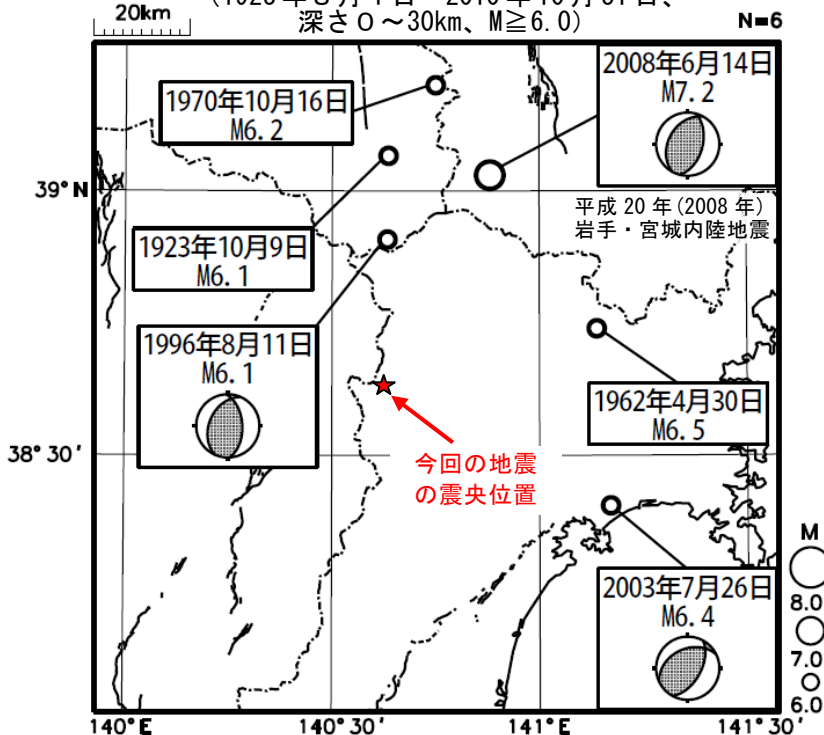 20km
深さ0～30km、M≧6.0)
N=6
1970年10月16日
M6.2
2008年6月14日
M7.2
39°N
平成 20 年(2008 年)
岩手・宮城内陸地震
1923年10月9日
M6.1
1996年8月11日
M6.1
1962年4月30日
M6.5
38°30'
今回の地震
の震央位置
2003年7月26日
M6.4
M
8.0
7.0
6.0
140°E
140°30'
141°E
141°30'